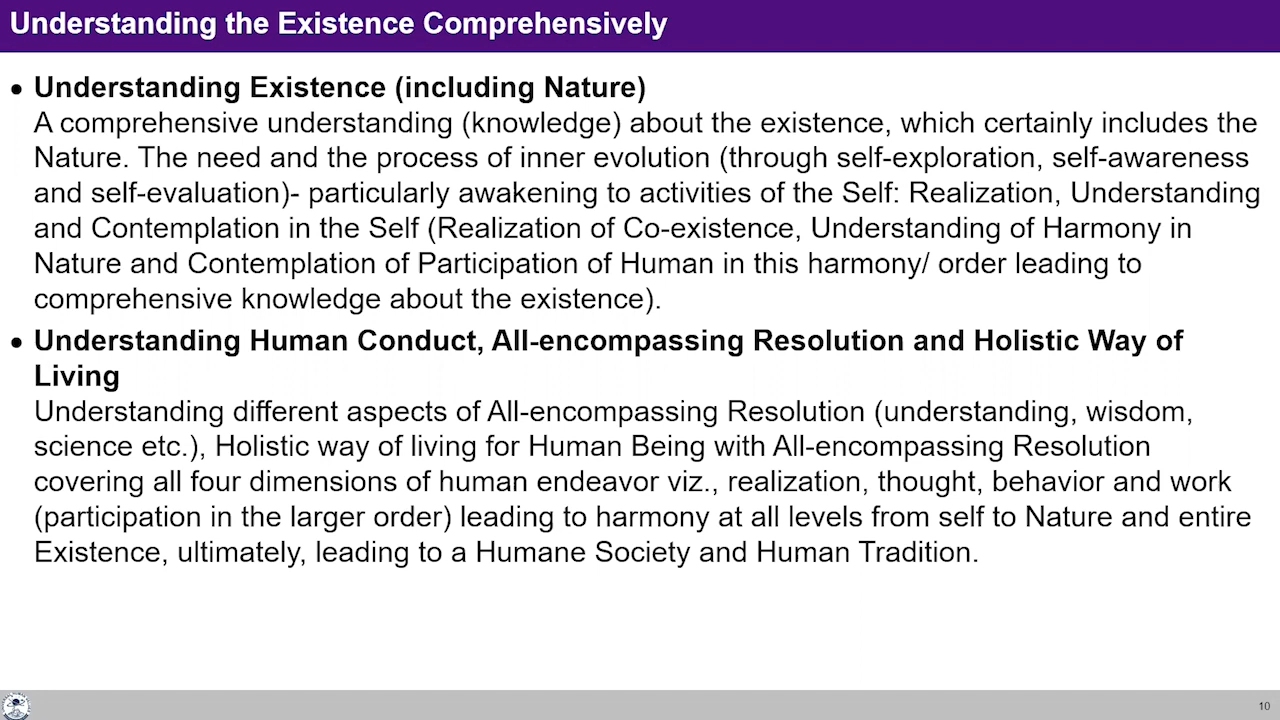 Understanding the Existence Comprehensively
• Understanding Existence (including Nature)
A comprehensive understanding (knowledge) about the existence, which certainly includes the
Nature. The need and the process of inner evolution (through self-exploration, self-awareness
and self-evaluation)- particularly awakening to activities of the Self: Realization, Understanding
and Contemplation in the Self (Realization of Co-existence, Understanding of Harmony in
Nature and Contemplation of Participation of Human in this harmony/ order leading to
comprehensive knowledge about the existence).
• Understanding Human Conduct, All-encompassing Resolution and Holistic Way of
Living
Understanding different aspects of All-encompassing Resolution (understanding, wisdom,
science etc.), Holistic way of living for Human Being with All-encompassing Resolution
covering all four dimensions of human endeavor viz., realization, thought, behavior and work
(participation in the larger order) leading to harmony at all levels from self to Nature and entire
Existence, ultimately, leading to a Humane Society and Human Tradition.
10